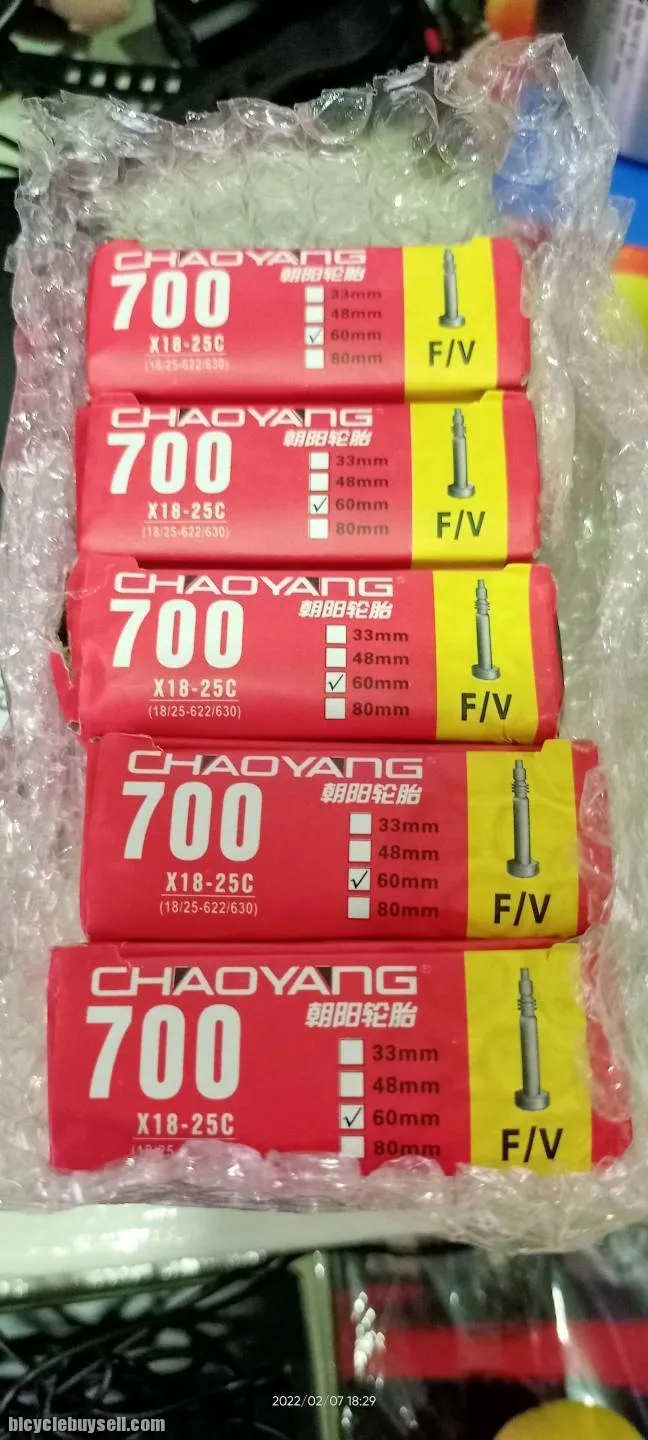 CHAOYANG
朝阳轮胎
700
33mm
48mm
✓ 60mm
80mm
X18-25C
(18/25-622/630)
F/V
CHAOYANG
朝阳轮胎
700
33mm
48mm
✓ 60mm
80mm
X18-25C
(18/25-622/630)
F/V
CHAOYANG
朝阳轮胎
700
33mm
48mm
✓ 60mm
80mm
X18-25C
(18/25-622/630)
F/V
CHAOYANG
朝阳轮胎
700
33mm
48mm
✓ 60mm
80mm
X18-25C
(18/25-622/630)
F/V
CHAOYANG
朝阳轮胎
700
33mm
48mm
✓ 60mm
80mm
X18-25C
F/V
2022/02/07 18:29
bicyclebuysell.com